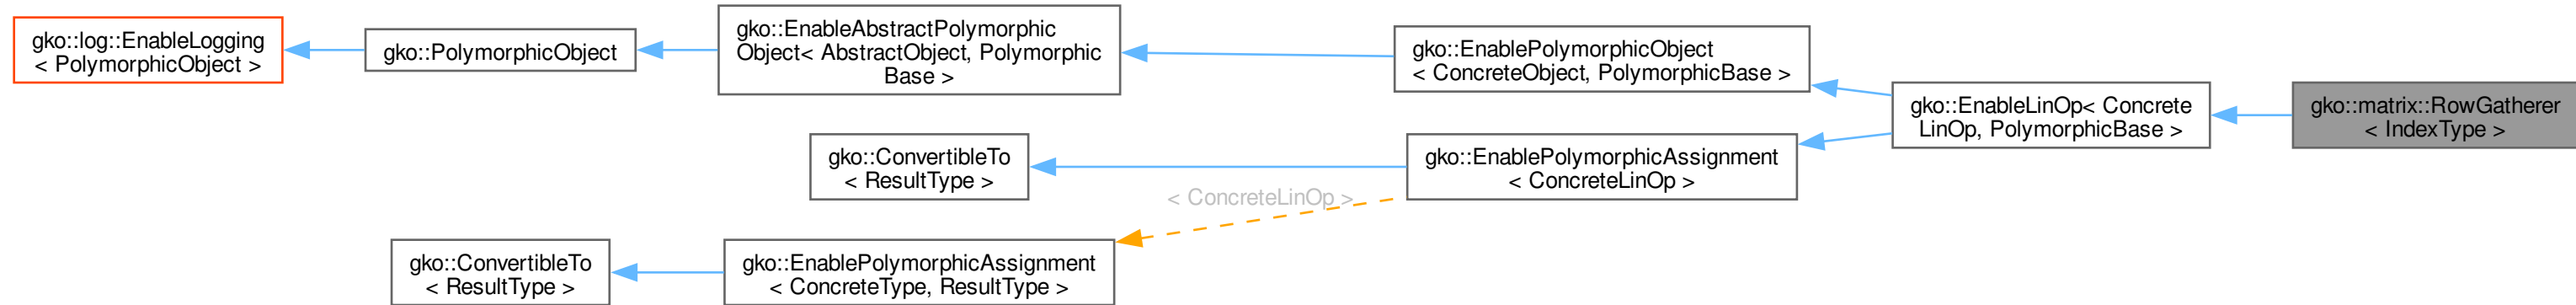 gko::log::EnableLogging
< PolymorphicObject >
gko::PolymorphicObject
gko::EnableAbstractPolymorphic
Object< AbstractObject, Polymorphic
Base >
gko::EnablePolymorphicObject
< ConcreteObject, PolymorphicBase >
gko::EnableLinOp< Concrete
LinOp, PolymorphicBase >
gko::matrix::RowGatherer
< IndexType >
gko::ConvertibleTo
< ResultType >
gko::EnablePolymorphicAssignment
< ConcreteLinOp >
< ConcreteLinOp >
gko::ConvertibleTo
< ResultType >
gko::EnablePolymorphicAssignment
< ConcreteType, ResultType >